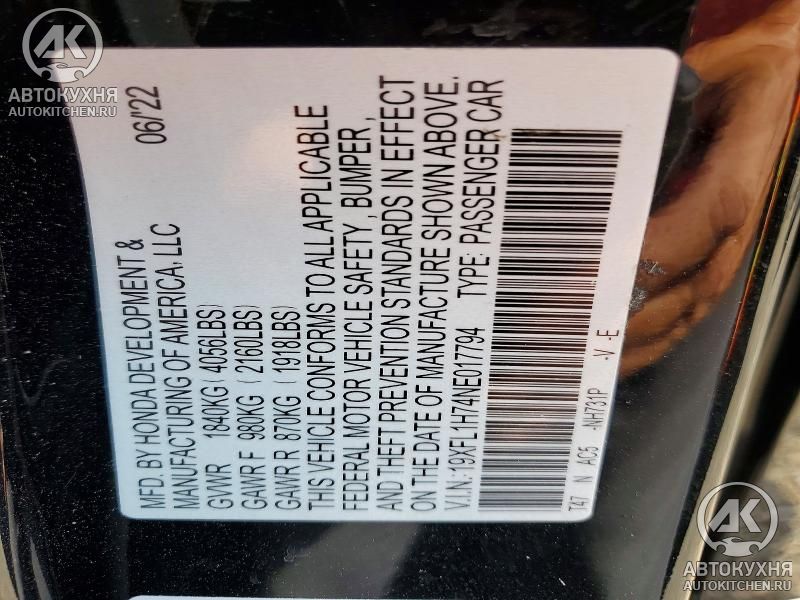 AK
АВТОКУХНЯ
AUTOKITCHEN.RU
MFD. BY HONDA DEVELOPMENT & 06/'22
MANUFACTURING OF AMERICA. LLC
GVWR 1840KG ( 4056LBS)
GAWR F 980KG ( 2160LBS)
GAWR R 870KG ( 1918LBS)
THIS VEHICLE CONFORMS TO ALL APPLICABLE
FEDERAL MOTOR VEHICLE SAFETY , BUMPER ,
AND THEFT PREVENTION STANDARDS IN EFFECT
ON THE DATE OF MANUFACTURE SHOWN ABOVE.
V.I.N.:19XFL1H74NE017794 TYPE: PASSENGER CAR
T47 N AC5 -NH731P -V -E
AK
АВТОКУХНЯ
AUTOKITCHEN.RU